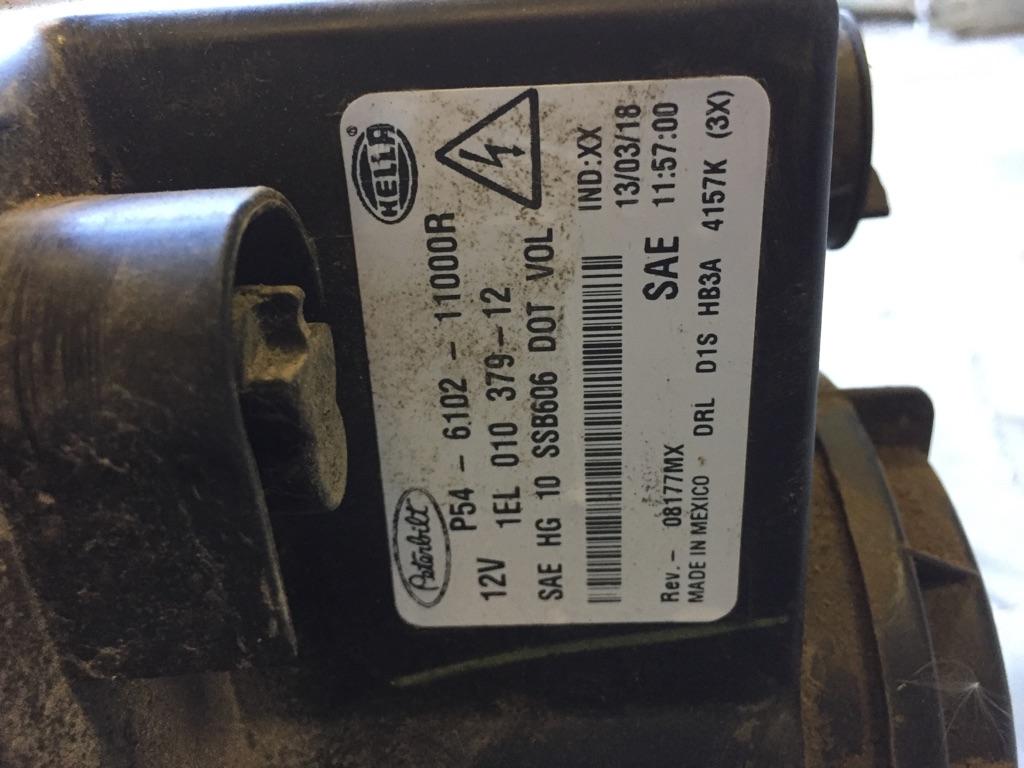 Peterbilt
HELLA ®
P54 - 6102 - 11000R
12V 1EL 010 379-12
SAE HG 10 SSB606 DOT VOL
IND:XX
13/03/18
SAE 11:57:00
Rev.- 08177MX
MADE IN MEXICO - DRL D1S HB3A 4157K (3X)